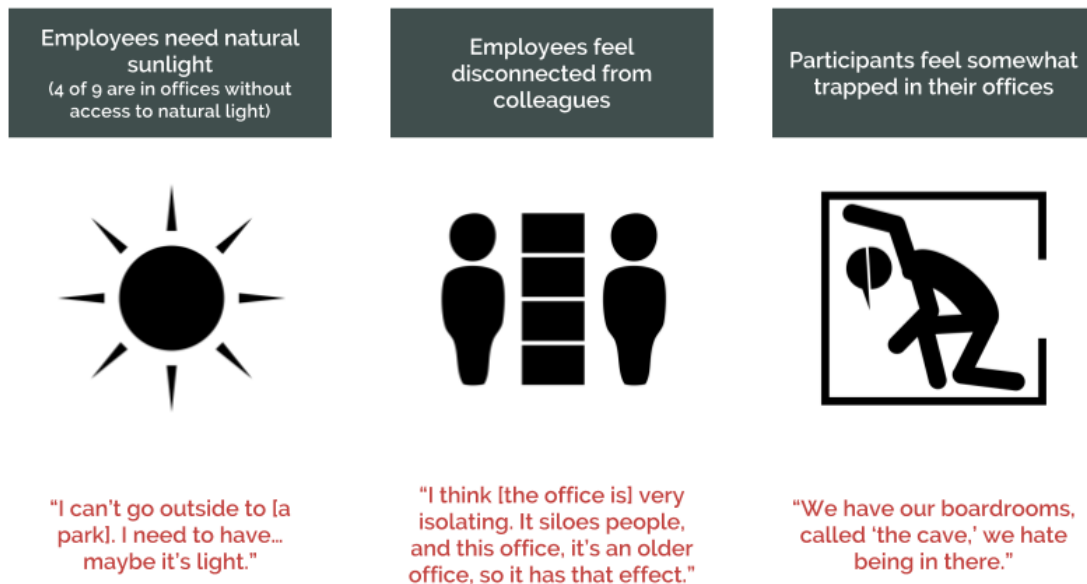 Employees need natural
sunlight
(4 of 9 are in offices without
access to natural light)
Employees feel
disconnected from
colleagues
Participants feel somewhat
trapped in their offices
“I can’t go outside to [a
park]. I need to have…
maybe it’s light.”
“I think [the office is] very
isolating. It siloes people,
and this office, it’s an older
office, so it has that effect.”
“We have our boardrooms,
called ‘the cave,’ we hate
being in there.”